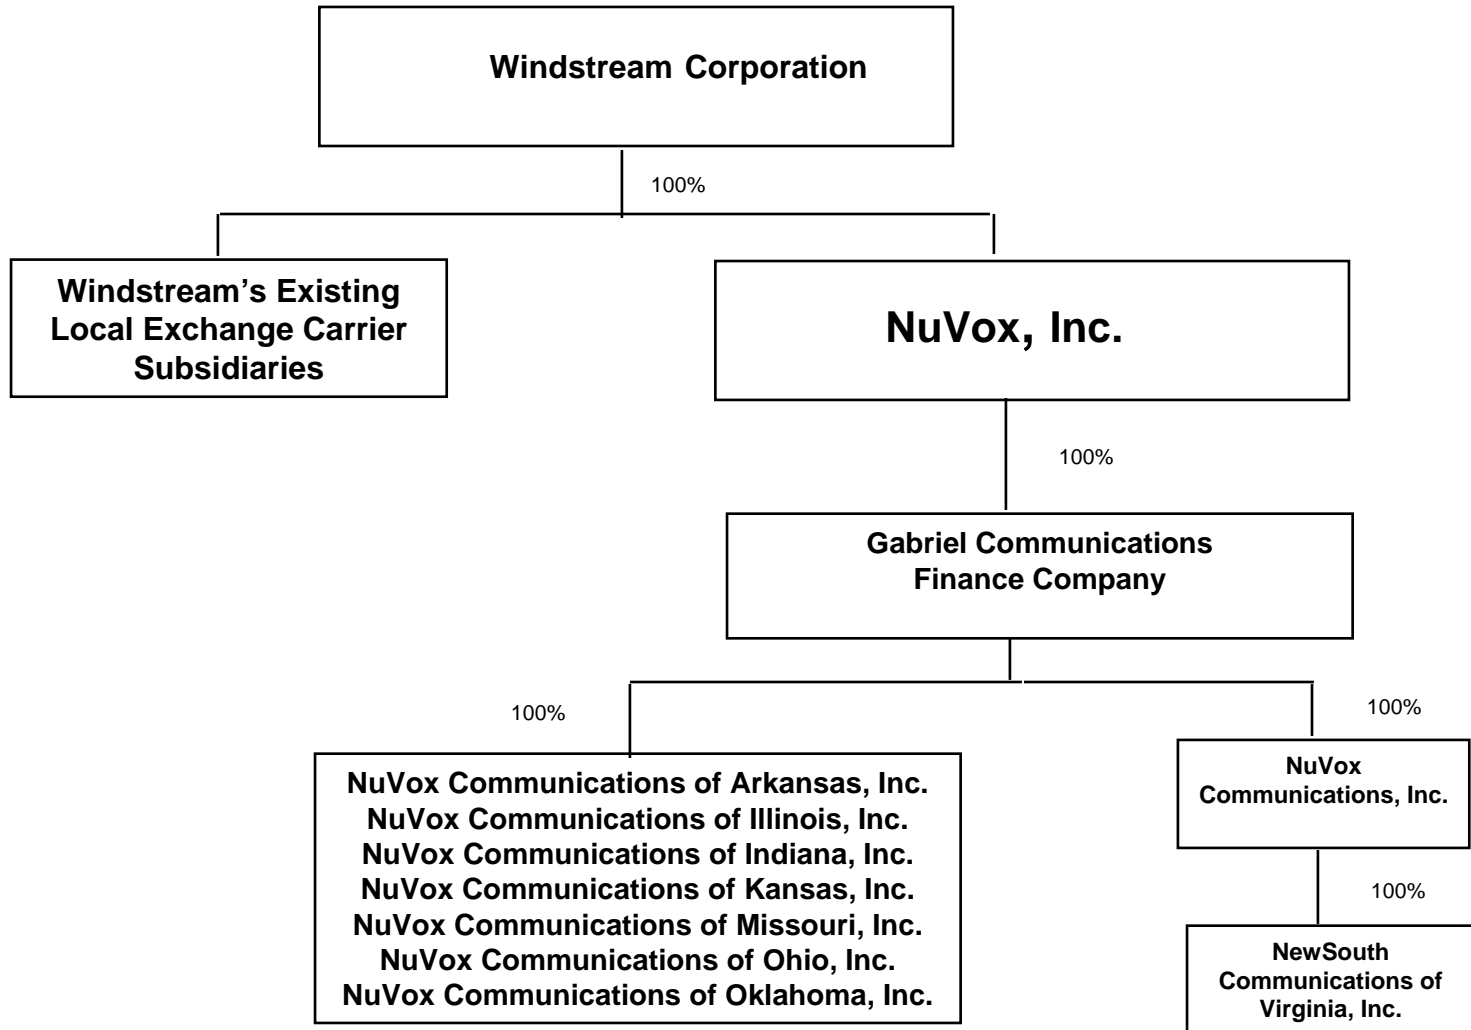 Windstream Corporation
100%
Windstream’s Existing
Local Exchange Carrier
Subsidiaries
NuVox, Inc.
100%
Gabriel Communications
Finance Company
100%
100%
NuVox Communications of Arkansas, Inc.
NuVox Communications of Illinois, Inc.
NuVox Communications of Indiana, Inc.
NuVox Communications of Kansas, Inc.
NuVox Communications of Missouri, Inc.
NuVox Communications of Ohio, Inc.
NuVox Communications of Oklahoma, Inc.
NuVox
Communications, Inc.
100%
NewSouth
Communications of
Virginia, Inc.